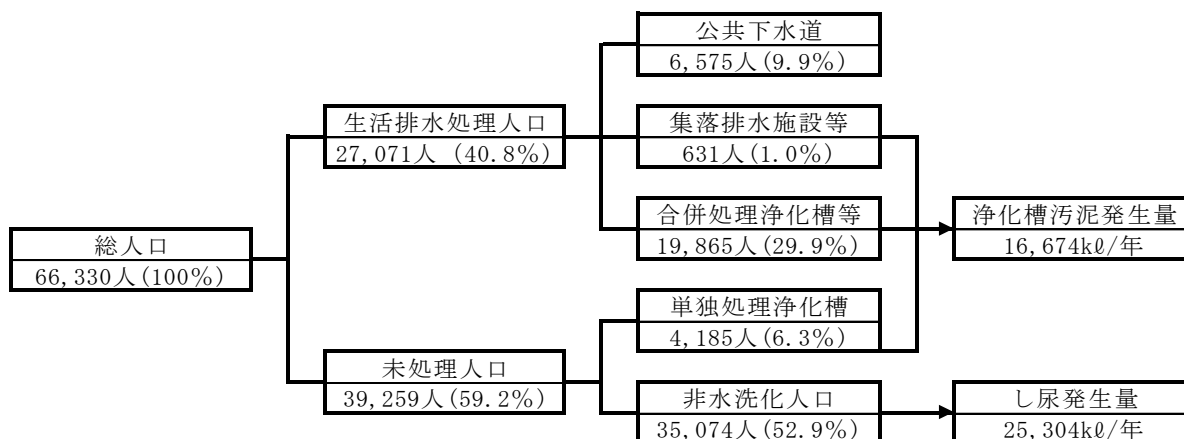 公共下水道
6,575人(9.9%)
生活排水処理人口
27,071人 (40.8%)
集落排水施設等
631人(1.0%)
合併処理浄化槽等
19,865人(29.9%)
浄化槽汚泥発生量
16,674kℓ/年
総人口
66,330人(100%)
単独処理浄化槽
4,185人(6.3%)
未処理人口
39,259人(59.2%)
非水洗化人口
35,074人(52.9%)
し尿発生量
25,304kℓ/年